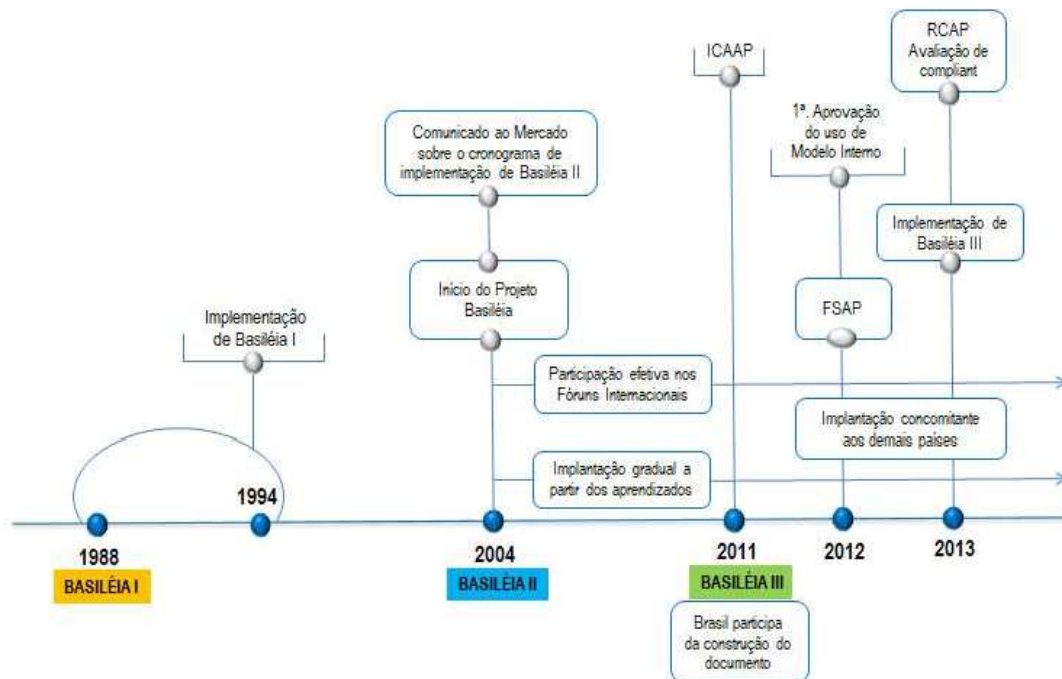 ICAAP
RCAP
Avaliação de
compliant
1ª. Aprovação
do uso de
Modelo Interno
Comunicado ao Mercado
sobre o cronograma de
implementação de Basiléia II
Implementação de
Basiléia III
Início do Projeto
Basiléia
FSAP
Implementação
de Basiléia I
Participação efetiva nos
Fóruns Internacionais
Implantação concomitante
aos demais países
Implantação gradual a
partir dos aprendizados
1994
1988
BASILÉIA I
2004
BASILÉIA II
2011
BASILÉIA III
Brasil participa
da construção do
documento
2012
2013